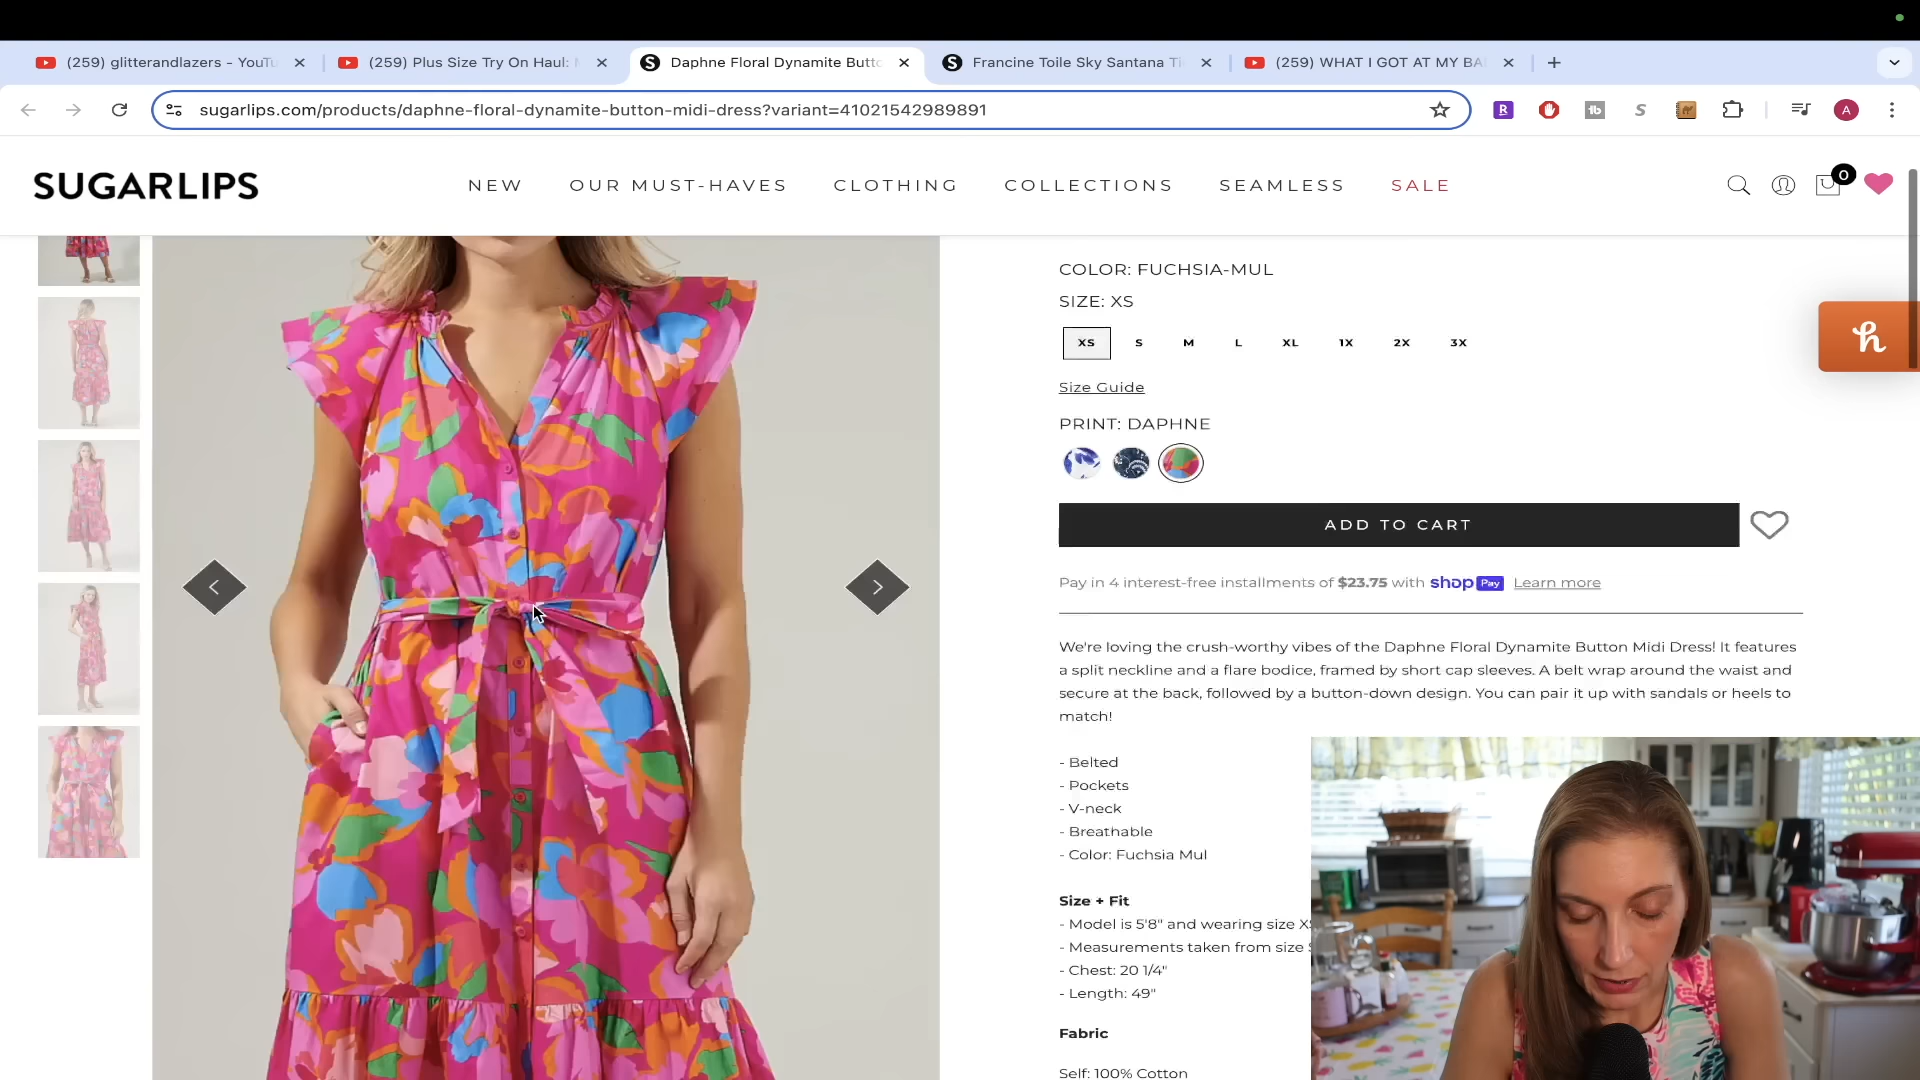 (259) glitterandlazers - YouTu
(259) Plus Size Try On Haul:
Daphne Floral Dynamite Butto
Francine Toile Sky Santana Ti
(259) WHAT I GOT AT MY BA
sugarlips.com/products/daphne-floral-dynamite-button-midi-dress?variant=41021542989891
SUGARLIPS
NEW OUR MUST-HAVES CLOTHING COLLECTIONS SEAMLESS SALE
0
COLOR: FUCHSIA-MUL
SIZE: XS
XS S M L XL 1X 2X 3X
Size Guide
PRINT: DAPHNE
ADD TO CART
Pay in 4 interest-free installments of $23.75 with shop Pay Learn more
We're loving the crush-worthy vibes of the Daphne Floral Dynamite Button Midi Dress! It features
a split neckline and a flare bodice, framed by short cap sleeves. A belt wrap around the waist and
secure at the back, followed by a button-down design. You can pair it up with sandals or heels to
match!
- Belted
- Pockets
- V-neck
- Breathable
- Color: Fuchsia Mul
Size + Fit
- Model is 5'8" and wearing size XS
- Measurements taken from size
- Chest: 20 1/4"
- Length: 49"
Fabric
Self: 100% Cotton